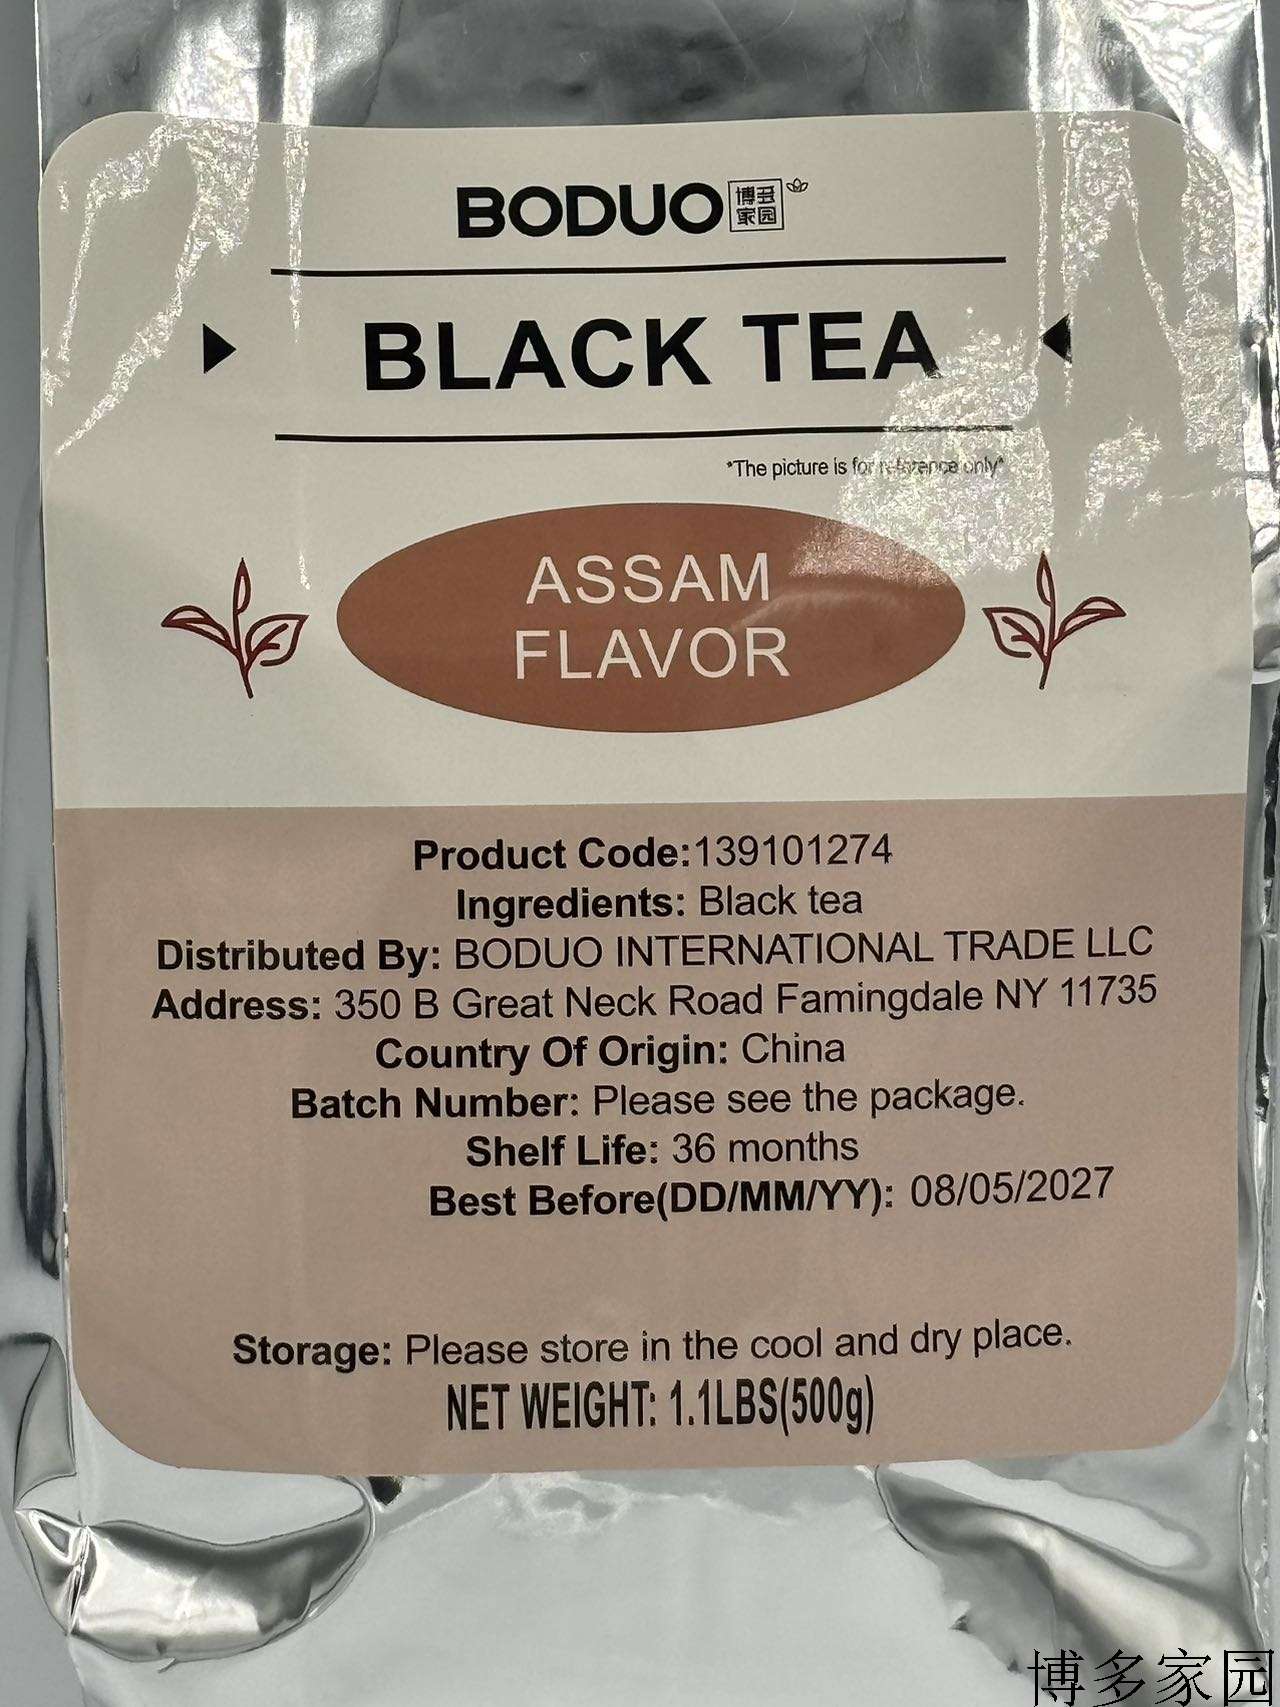 BODUO 博多家园
BLACK TEA
*The picture is for reference only*
ASSAM
FLAVOR
Product Code:139101274
Ingredients: Black tea
Distributed By: BODUO INTERNATIONAL TRADE LLC
Address: 350 B Great Neck Road Famingdale NY 11735
Country Of Origin: China
Batch Number: Please see the package.
Shelf Life: 36 months
Best Before(DD/MM/YY): 08/05/2027
Storage: Please store in the cool and dry place.
NET WEIGHT: 1.1LBS(500g)
博多家园